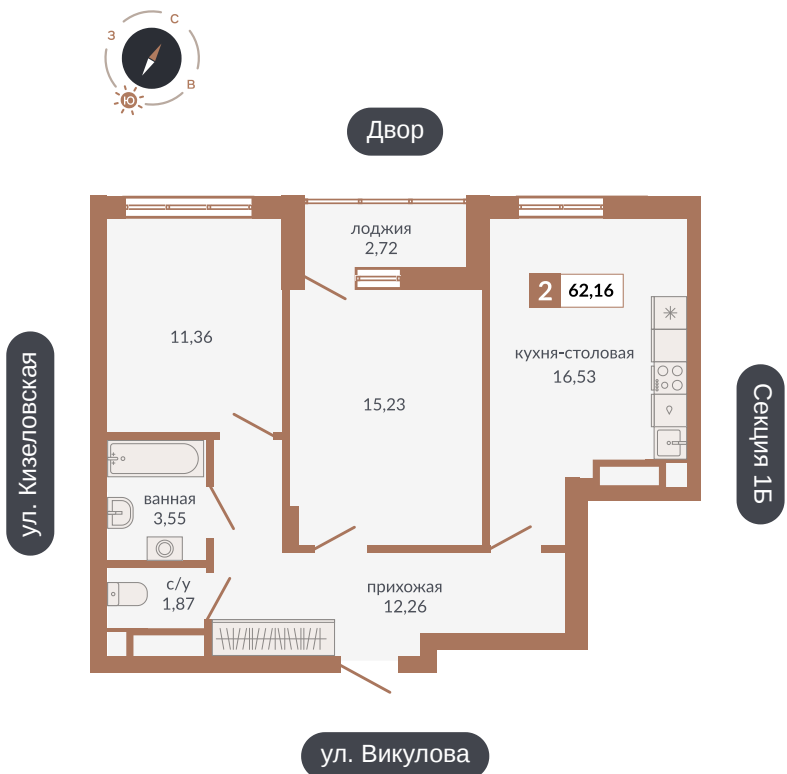 С
З
В
Ю
Двор
лоджия
2,72
2 62,16
11,36
кухня-столовая
16,53
15,23
ул. Кизеловская
Секция 1Б
ванная
3,55
с/у
1,87
прихожая
12,26
ул. Викулова